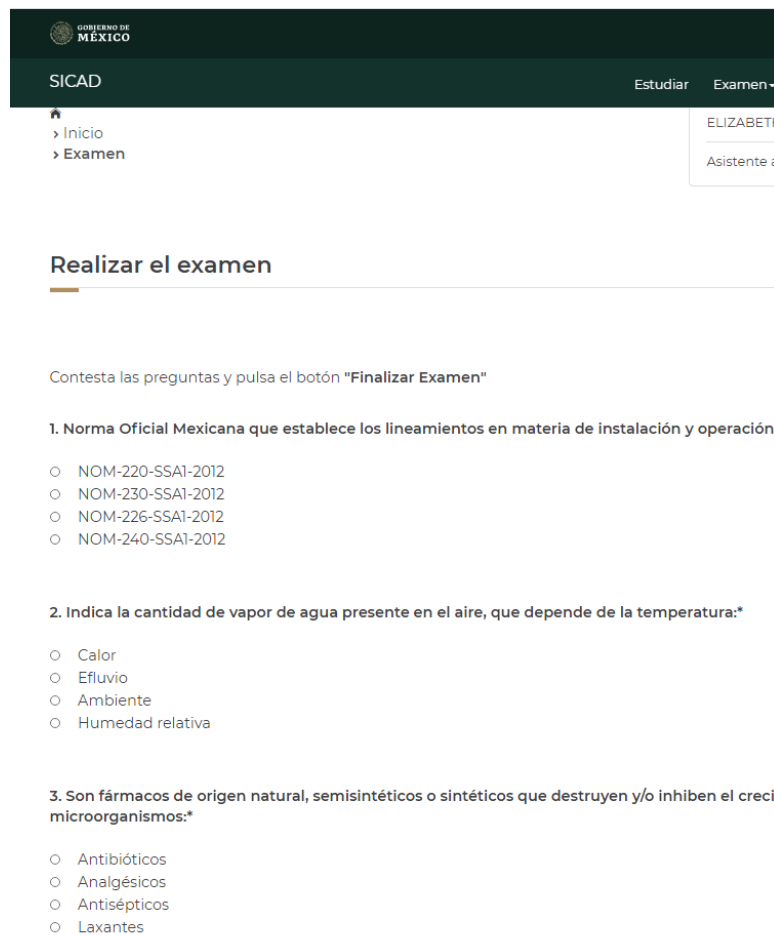 GOBIERNO DE
MÉXICO
SICAD
Estudiar Examen
> Inicio
> Examen
ELIZABETH
Asistente a
Realizar el examen
Contesta las preguntas y pulsa el botón "Finalizar Examen"
1. Norma Oficial Mexicana que establece los lineamientos en materia de instalación y operación
NOM-220-SSA1-2012
NOM-230-SSA1-2012
NOM-226-SSA1-2012
NOM-240-SSA1-2012
2. Indica la cantidad de vapor de agua presente en el aire, que depende de la temperatura:*
Calor
Efluvio
Ambiente
Humedad relativa
3. Son fármacos de origen natural, semisintéticos o sintéticos que destruyen y/o inhiben el creci
microorganismos:*
Antibióticos
Analgésicos
Antisépticos
Laxantes